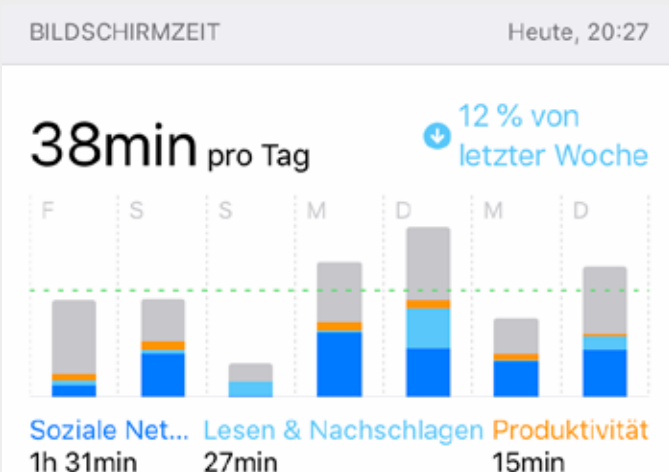 BILDSCHIRMZEIT Heute, 20:27
38min pro Tag
12 % von
letzter Woche
F S S M D M D
Soziale Net... Lesen & Nachschlagen Produktivität
1h 31min 27min 15min